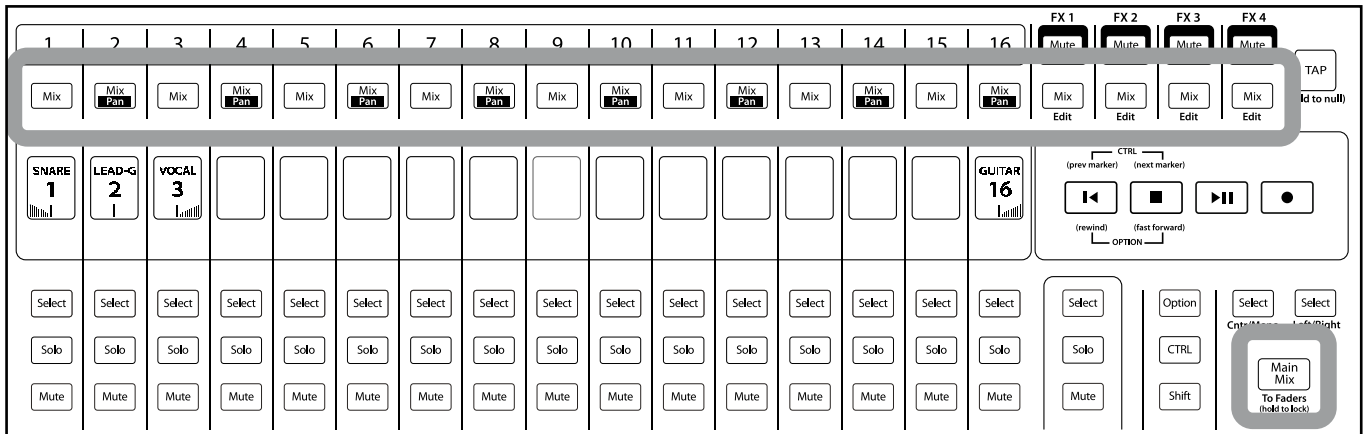 FX 1 FX 2 FX 3 FX 4
1 2 3 4 5 6 7 8 9 10 11 12 13 14 15 16 Mute Mute Mute Mute
TAP
Mix Mix Mix Mix Mix Mix Mix Mix Mix Mix Mix Mix Mix Mix Mix Mix Mix Mix Mix Mix
Pan Pan Pan Pan Pan Pan Pan Pan
ld to null)
Edit Edit Edit Edit
CTRL
(prev marker) (next marker)
SNARE LEAD-G VOCAL GUITAR
1 2 3 16
(rewind) (fast forward)
OPTION
Select Select Select Select Select Select Select Select Select Select Select Select Select Select Select Select Select Option Select Select
Cntr/Mono Left/Right
Solo Solo Solo Solo Solo Solo Solo Solo Solo Solo Solo Solo Solo Solo Solo Solo Solo CTRL
Main
Mix
Mute Mute Mute Mute Mute Mute Mute Mute Mute Mute Mute Mute Mute Mute Mute Mute Mute Shift
To Faders
(hold to lock)